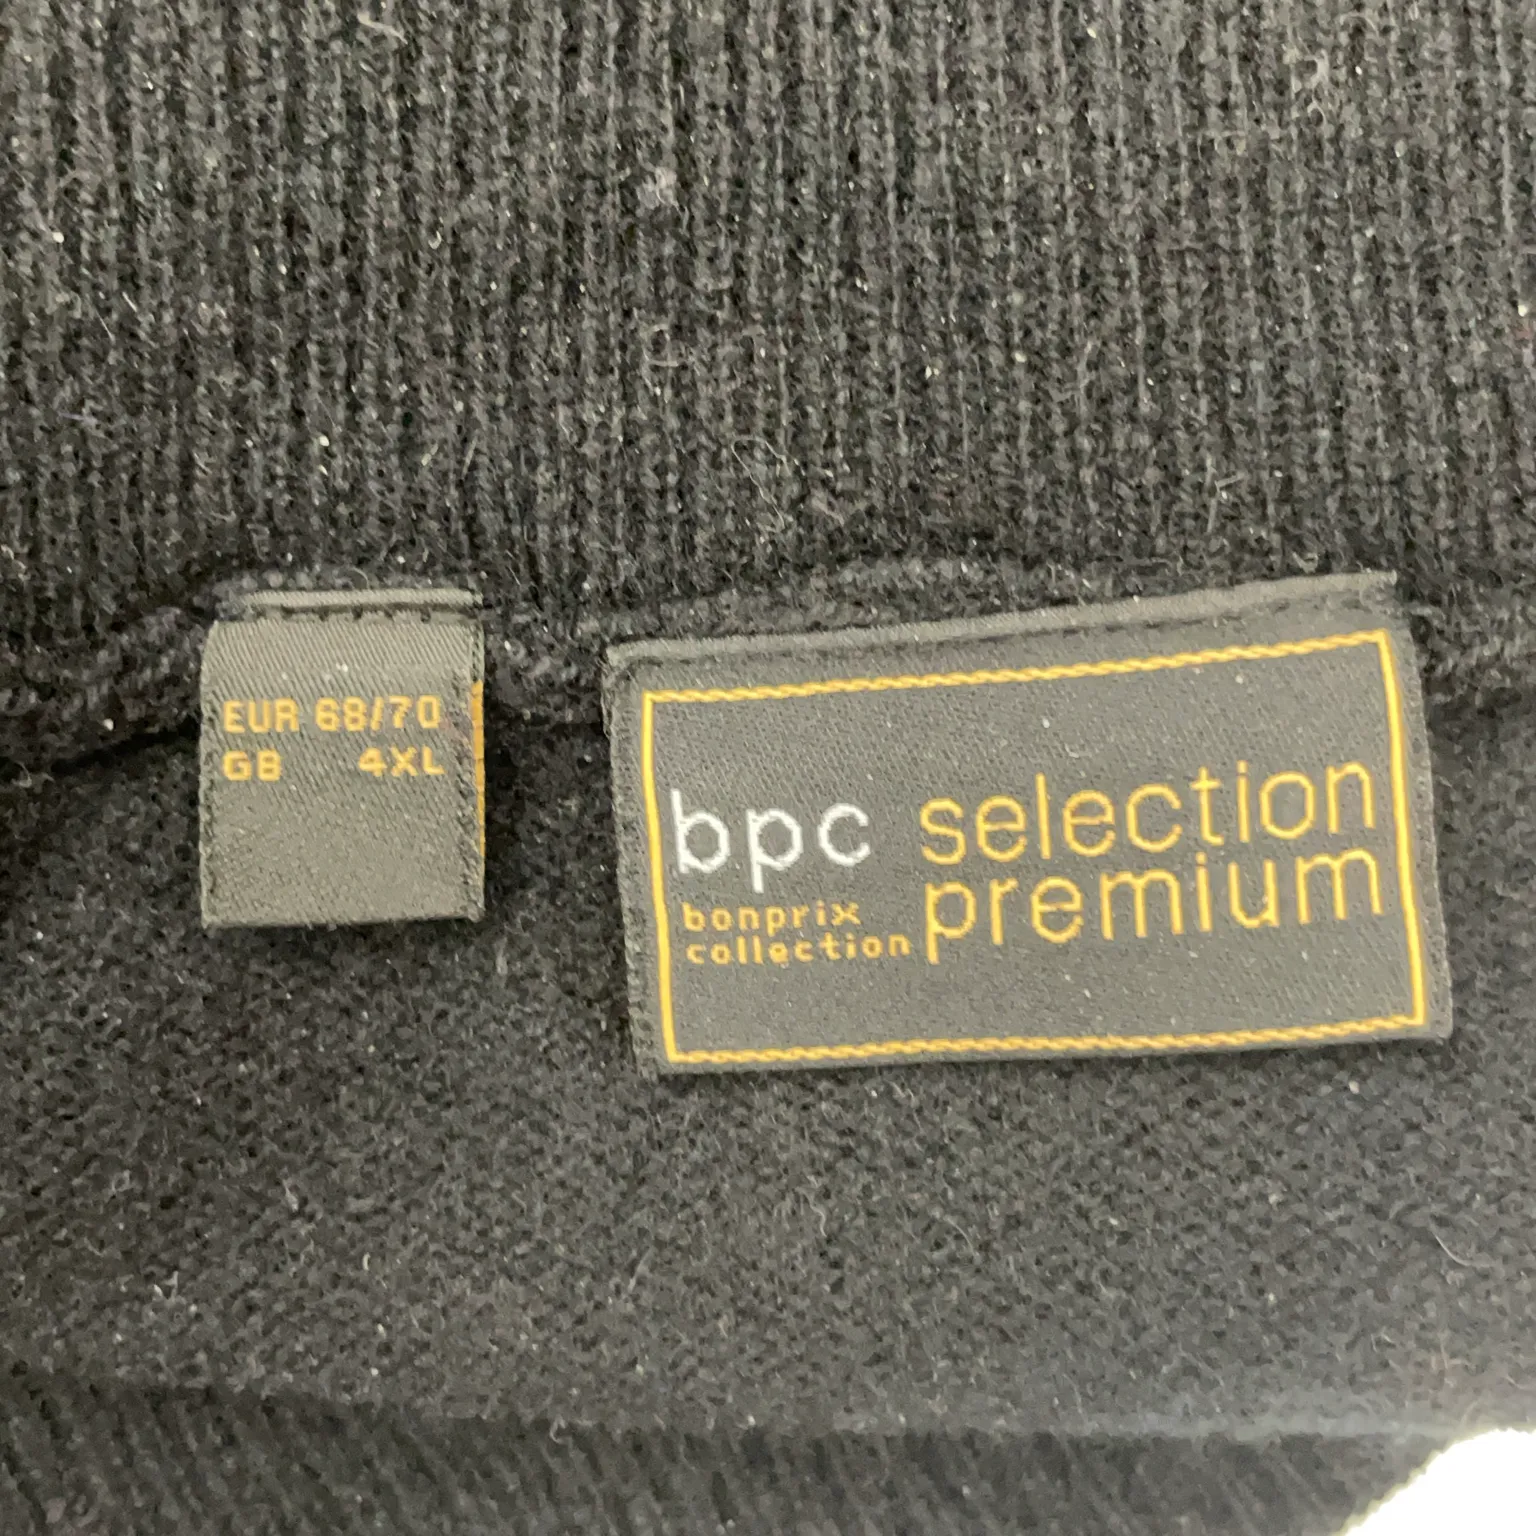 EUR 68/70
GB 4XL
bpc selection
premium
bonprix
collection